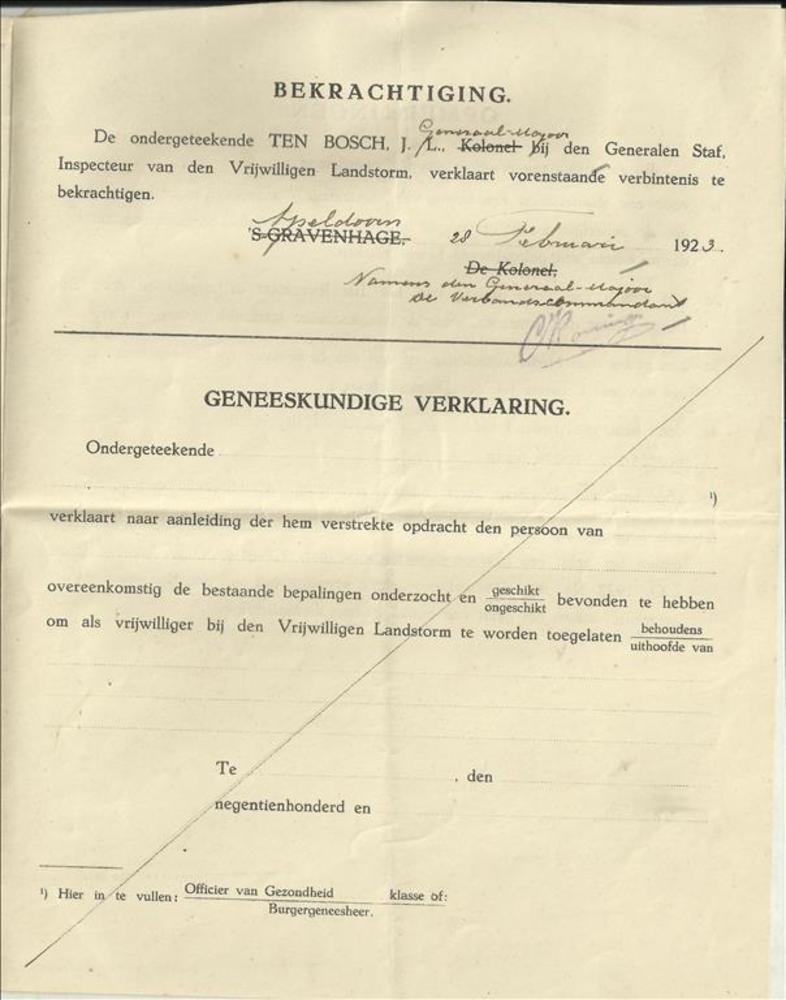 BEKRACHTIGING.
Generaal-Majoor
De ondergeteekende TEN BOSCH, J. L., Kolonel bij den Generalen Staf,
Inspecteur van den Vrijwilligen Landstorm, verklaart vorenstaande verbintenis te
bekrachtigen.
Apeldoorn
'S-GRAVENHAGE, 28 Februari 1923.
De Kolonel,
Namens den Generaal-Majoor
De Verbandscommandant
GENEESKUNDIGE VERKLARING.
Ondergeteekende
¹)
verklaart naar aanleiding der hem verstrekte opdracht den persoon van
overeenkomstig de bestaande bepalingen onderzocht en geschikt
ongeschikt bevonden te hebben
om als vrijwilliger bij den Vrijwilligen Landstorm te worden toegelaten behoudens
uithoofde van
Te , den
negentienhonderd en
¹) Hier in te vullen: Officier van Gezondheid klasse of:
Burgergeneesheer.